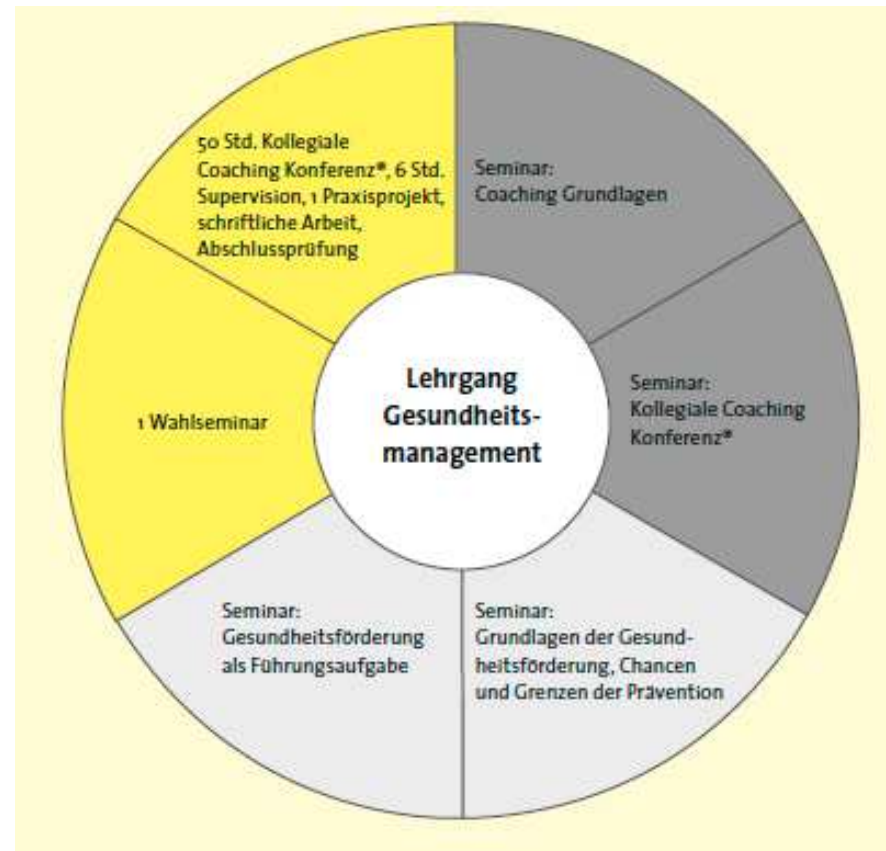 50 Std. Kollegiale
Coaching Konferenz®, 6 Std.
Supervision, 1 Praxisprojekt,
schriftliche Arbeit,
Abschlussprüfung
Seminar:
Coaching Grundlagen
Seminar:
Kollegiale Coaching
Konferenz®
Seminar:
Grundlagen der Gesund-
heitsförderung, Chancen
und Grenzen der Prävention
Seminar:
Gesundheitsförderung
als Führungsaufgabe
1 Wahlseminar
Lehrgang
Gesundheits-
management